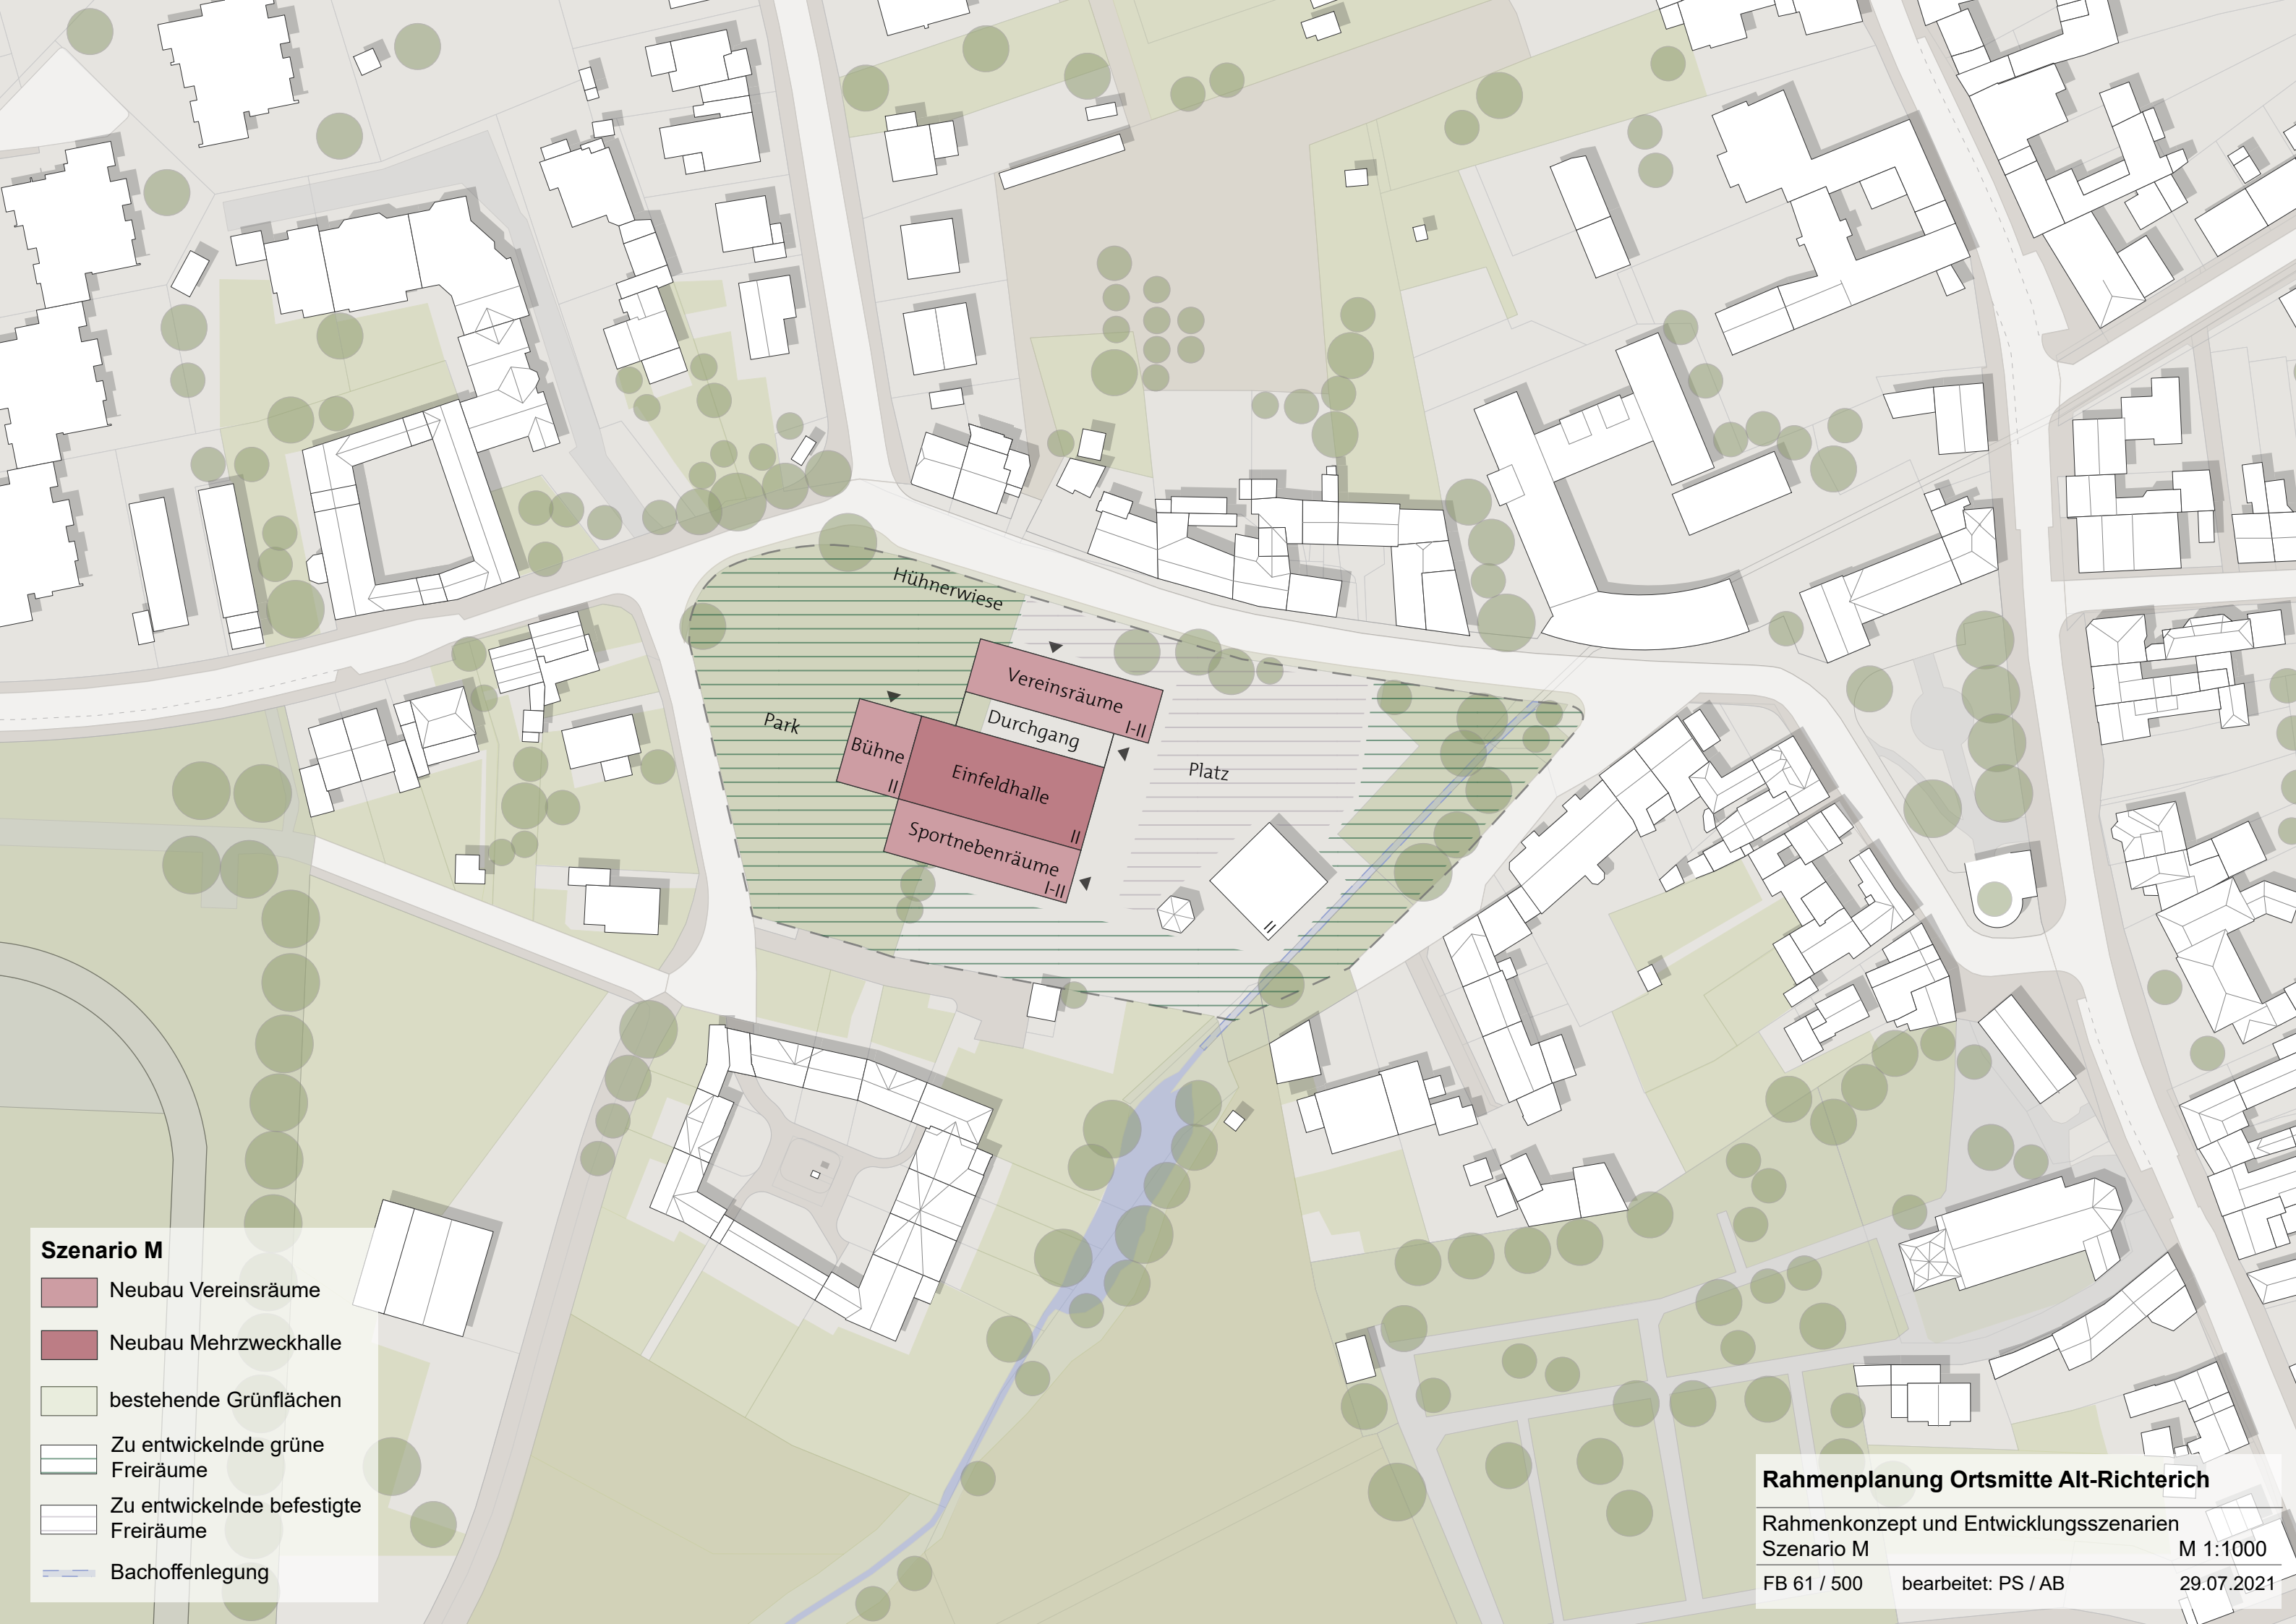 Hühnerwiese
Vereinsräume
I-II
Durchgang
Park
Bühne
II
Einfeldhalle
II
Platz
Sportnebenräume
I-II
II
Szenario M
Neubau Vereinsräume
Neubau Mehrzweckhalle
bestehende Grünflächen
Zu entwickelnde grüne
Freiräume
Zu entwickelnde befestigte
Freiräume
Bachoffenlegung
Rahmenplanung Ortsmitte Alt-Richterich
Rahmenkonzept und Entwicklungsszenarien
Szenario M M 1:1000
FB 61 / 500 bearbeitet: PS / AB 29.07.2021